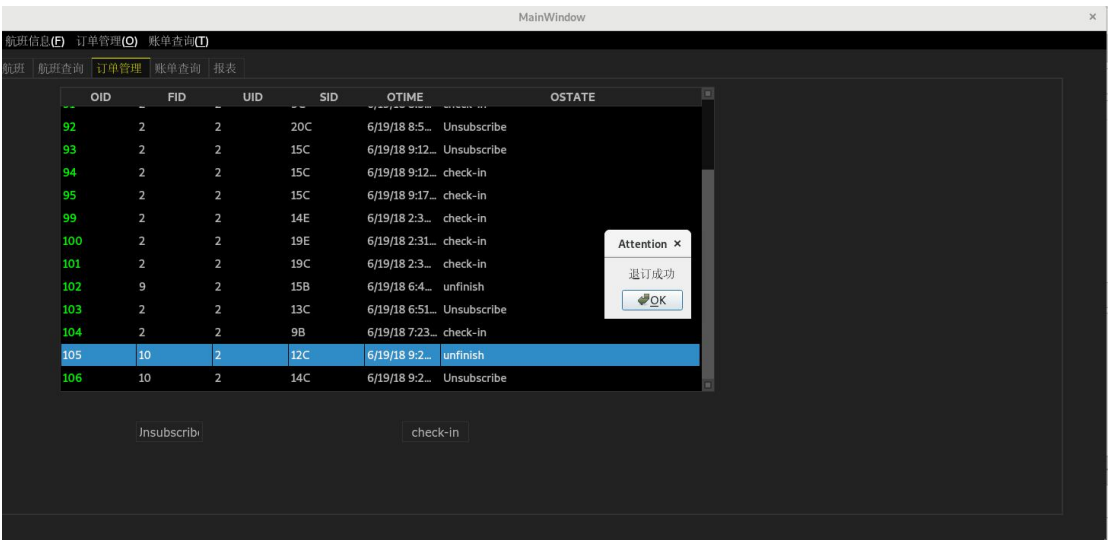 MainWindow ×
航班信息(F) 订单管理(O) 账单查询(T)
航班 航班查询 订单管理 账单查询 报表
OID FID UID SID OTIME OSTATE
92 2 2 20C 6/19/18 8:5... Unsubscribe
93 2 2 15C 6/19/18 9:12... Unsubscribe
94 2 2 15C 6/19/18 9:12... check-in
95 2 2 15C 6/19/18 9:17... check-in
99 2 2 14E 6/19/18 2:3... check-in
100 2 2 19E 6/19/18 2:31... check-in
101 2 2 19C 6/19/18 2:3... check-in
102 9 2 15B 6/19/18 6:4... unfinish
103 2 2 13C 6/19/18 6:51... Unsubscribe
104 2 2 9B 6/19/18 7:23... check-in
105 10 2 12C 6/19/18 9:2... unfinish
106 10 2 14C 6/19/18 9:2... Unsubscribe
Attention ×
退订成功
OK
Unsubscribe check-in